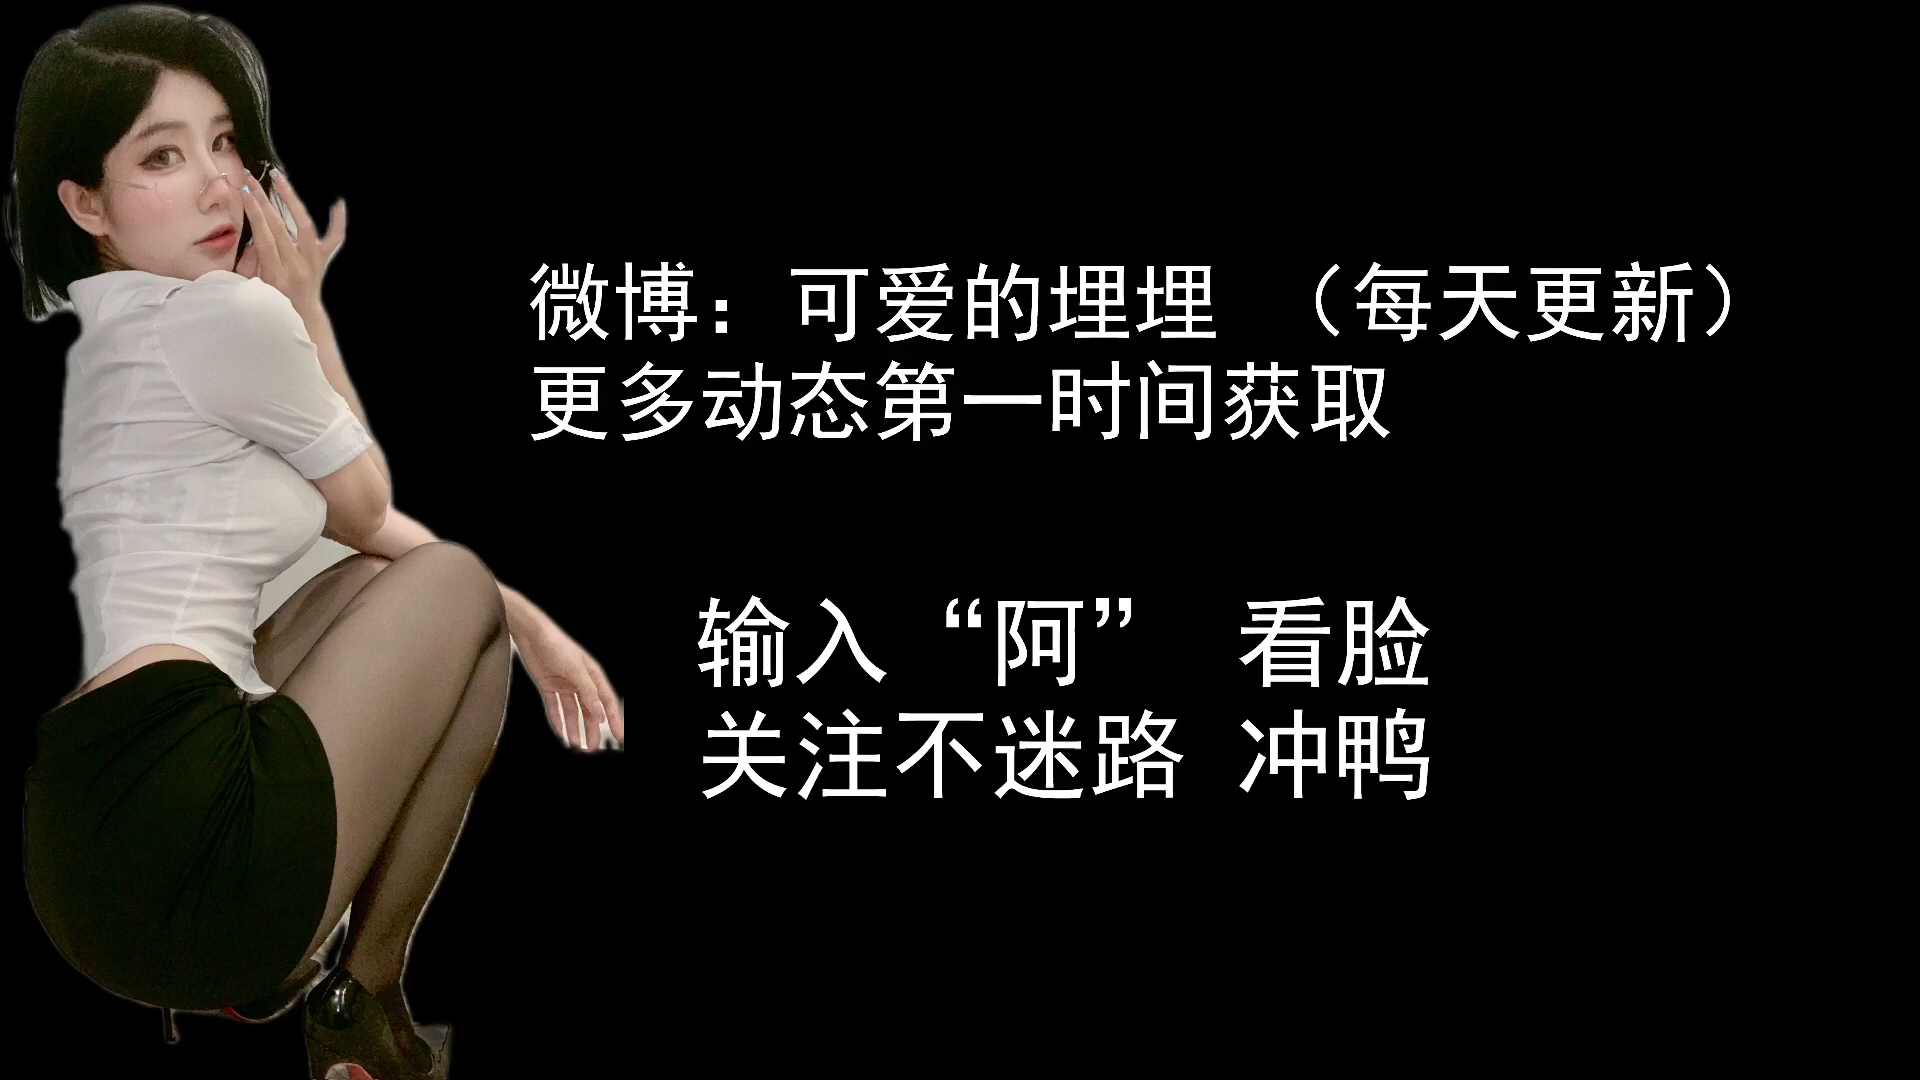 微博：可爱的埋埋 （每天更新）
更多动态第一时间获取
输入“阿” 看脸
关注不迷路 冲鸭